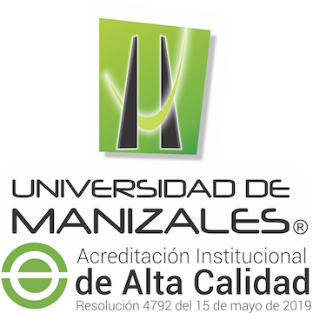 UNIVERSIDAD DE
MANIZALES®
Acreditación Institucional
de Alta Calidad
Resolución 4792 del 15 de mayo de 2019